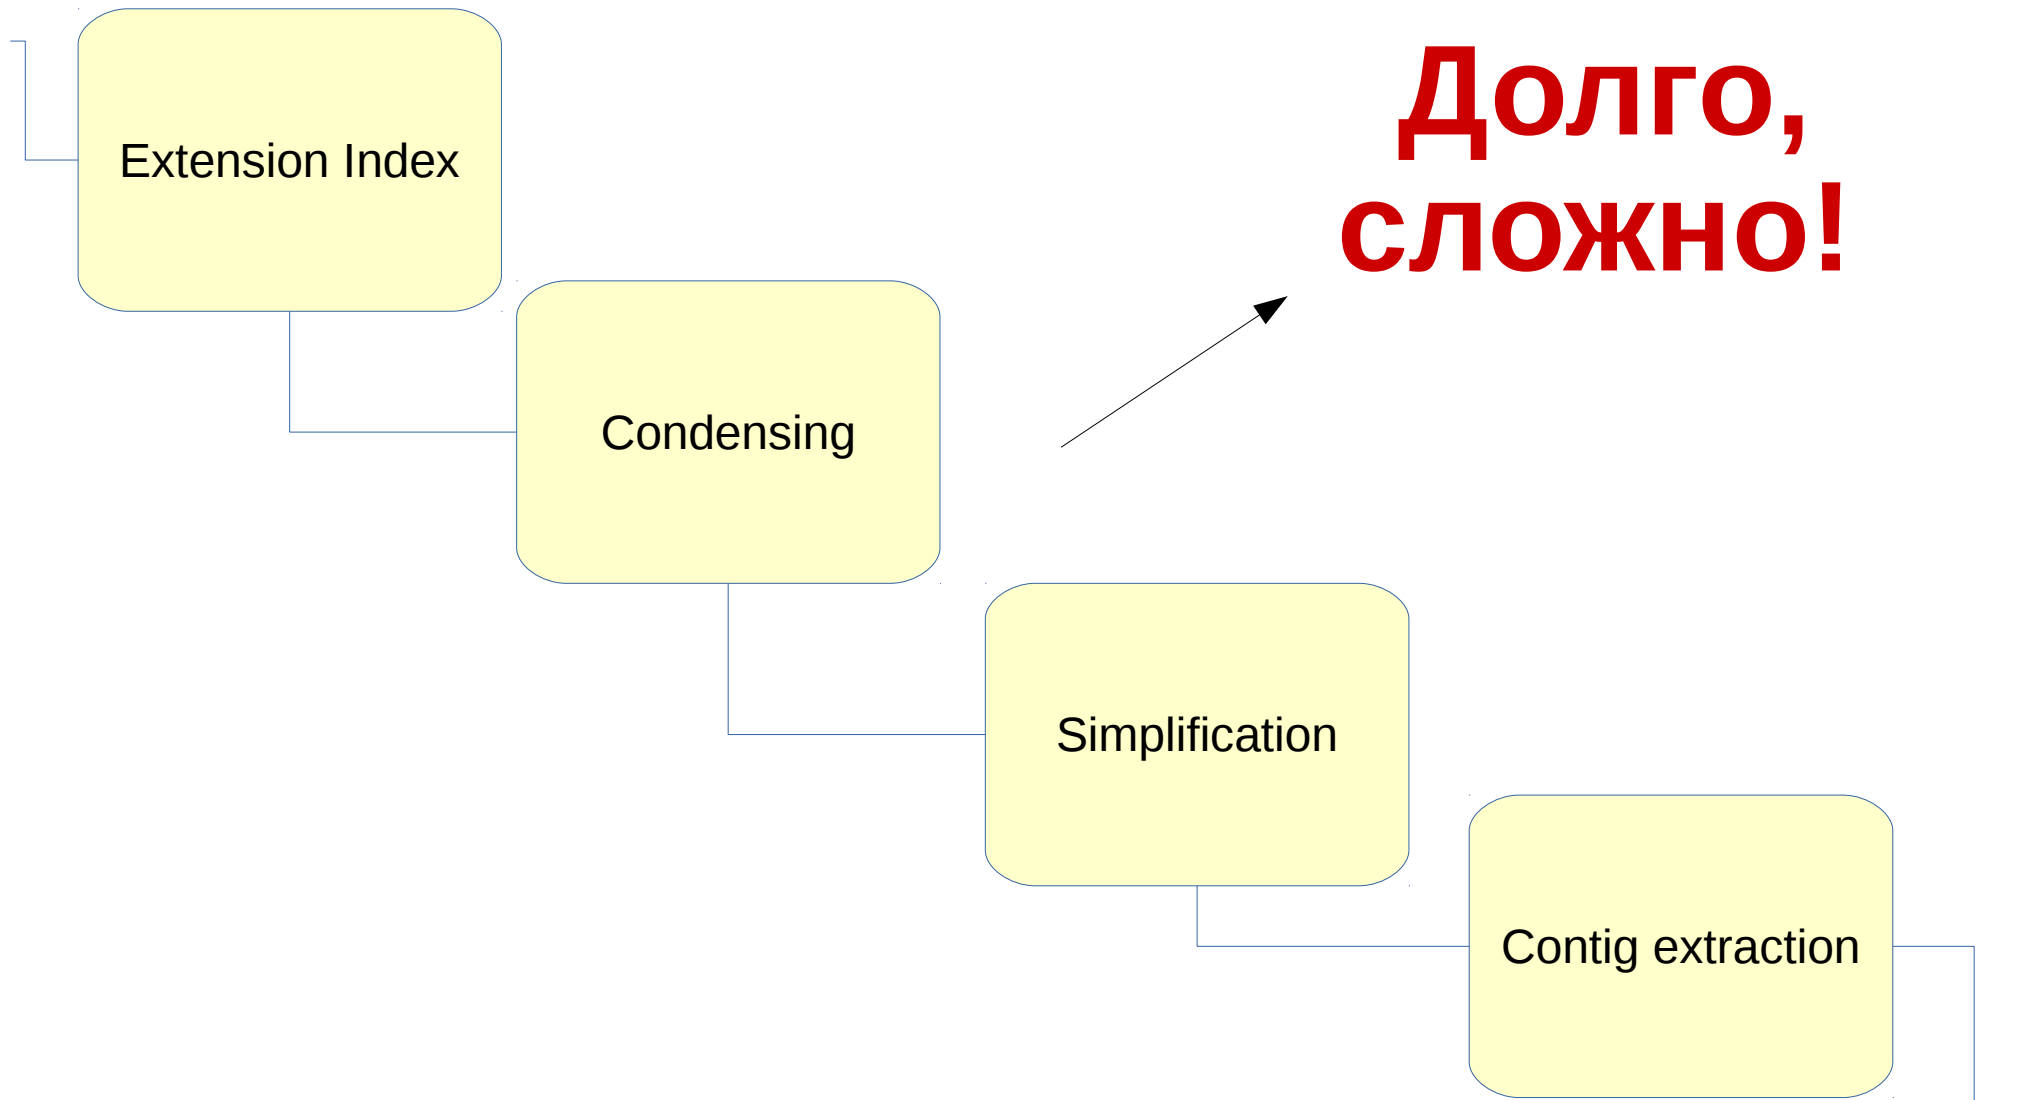 Долго,
сложно!
Extension Index
Condensing
Simplification
Contig extraction